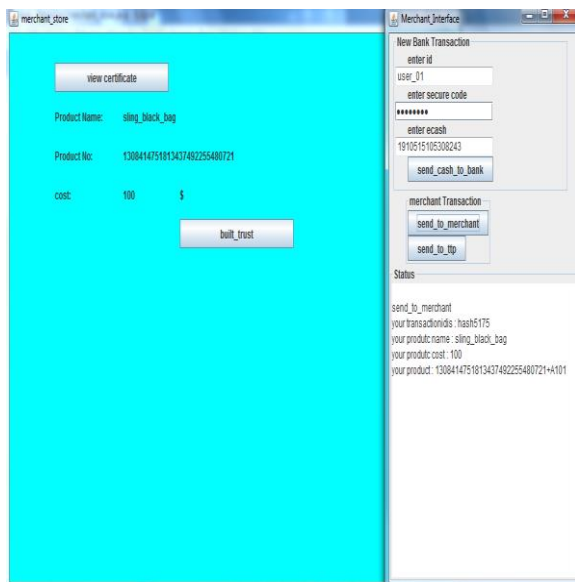 merchant_store
view certificate
Product Name: sling_black_bag
Product No: 1308414751813437492255480721
cost: 100 $
built_trust
Merchant_Interface
New Bank Transaction
enter id
user_01
enter secure code
••••••••
enter ecash
1910515105308243
send_cash_to_bank
merchant Transaction
send_to_merchant
send_to_ttp
Status
send_to_merchant
your transactionidis : hash5175
your produtc name : sling_black_bag
your produtc cost : 100
your product : 1308414751813437492255480721+A101